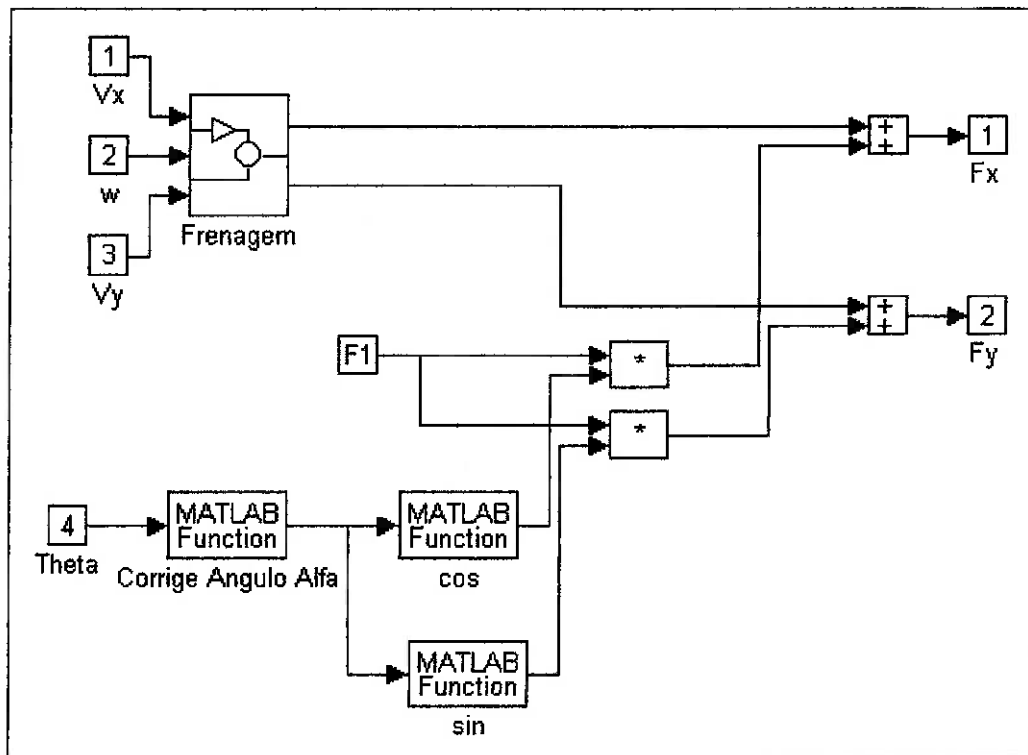 1
Vx
2
w
3
Vy
Frenagem
+
+
1
Fx
+
+
2
Fy
F1
*
*
4
Theta
MATLAB
Function
Corrige Angulo Alfa
MATLAB
Function
cos
MATLAB
Function
sin